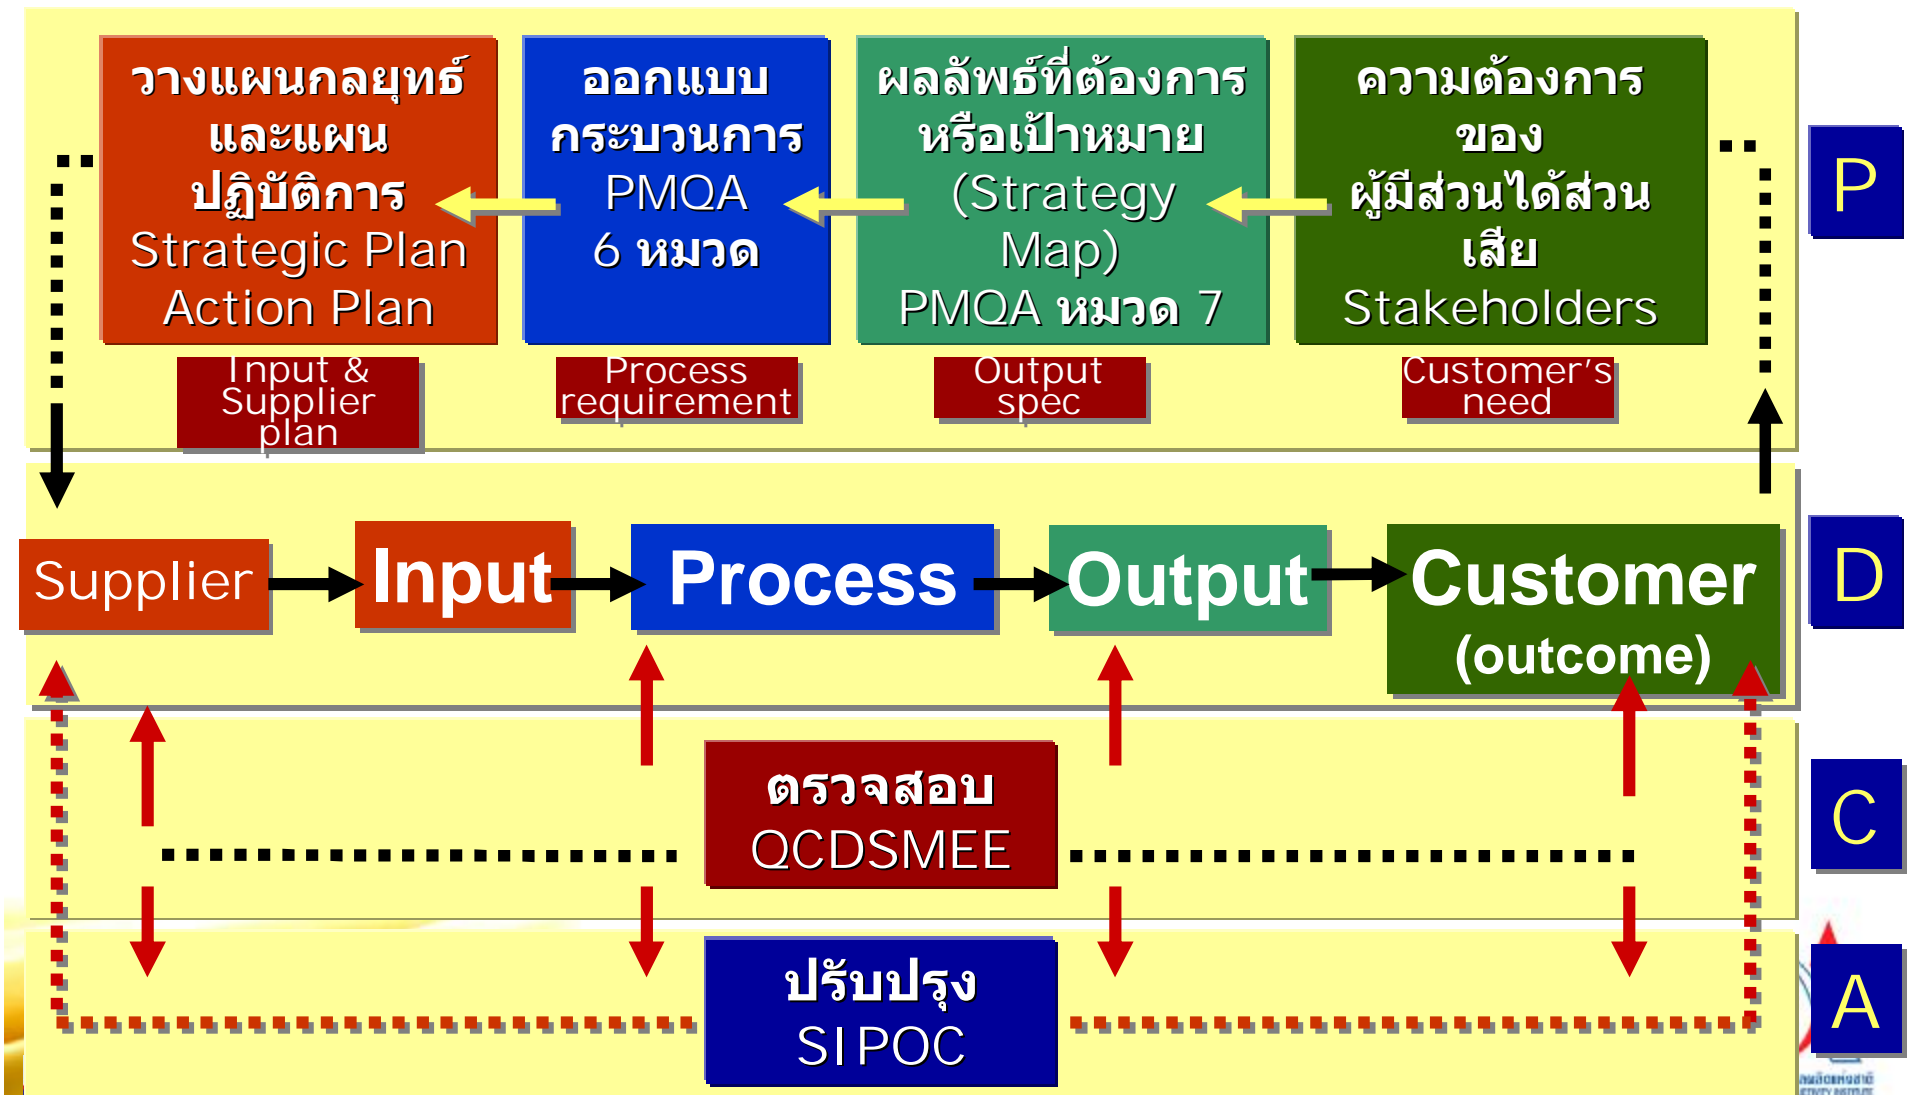 วางแผนกลยุทธ์
และแผน
ปฏิบัติการ
Strategic Plan
Action Plan
ออกแบบ
กระบวนการ
PMQA
6 หมวด
ผลลัพธ์ที่ต้องการ
หรือเป้าหมาย
(Strategy
Map)
PMQA หมวด 7
ความต้องการ
ของ
ผู้มีส่วนได้ส่วน
เสีย
Stakeholders
P
Input &
Supplier
plan
Process
requirement
Output
spec
Customer's
need
Supplier
Input
Process
Output
Customer
(outcome)
D
ตรวจสอบ
QCDSMEE
C
ปรับปรุง
SIPOC
A